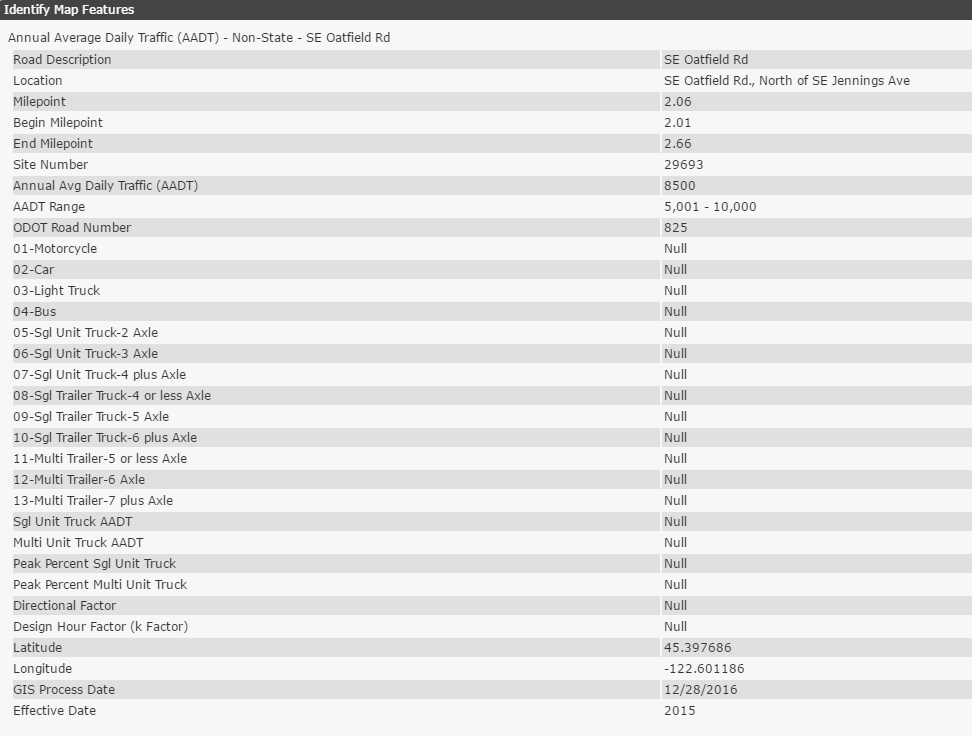 Identify Map Features
Annual Average Daily Traffic (AADT) - Non-State - SE Oatfield Rd
Road Description SE Oatfield Rd
Location SE Oatfield Rd., North of SE Jennings Ave
Milepoint 2.06
Begin Milepoint 2.01
End Milepoint 2.66
Site Number 29693
Annual Avg Daily Traffic (AADT) 8500
AADT Range 5,001 - 10,000
ODOT Road Number 825
01-Motorcycle Null
02-Car Null
03-Light Truck Null
04-Bus Null
05-Sgl Unit Truck-2 Axle Null
06-Sgl Unit Truck-3 Axle Null
07-Sgl Unit Truck-4 plus Axle Null
08-Sgl Trailer Truck-4 or less Axle Null
09-Sgl Trailer Truck-5 Axle Null
10-Sgl Trailer Truck-6 plus Axle Null
11-Multi Trailer-5 or less Axle Null
12-Multi Trailer-6 Axle Null
13-Multi Trailer-7 plus Axle Null
Sgl Unit Truck AADT Null
Multi Unit Truck AADT Null
Peak Percent Sgl Unit Truck Null
Peak Percent Multi Unit Truck Null
Directional Factor Null
Design Hour Factor (k Factor) Null
Latitude 45.397686
Longitude -122.601186
GIS Process Date 12/28/2016
Effective Date 2015